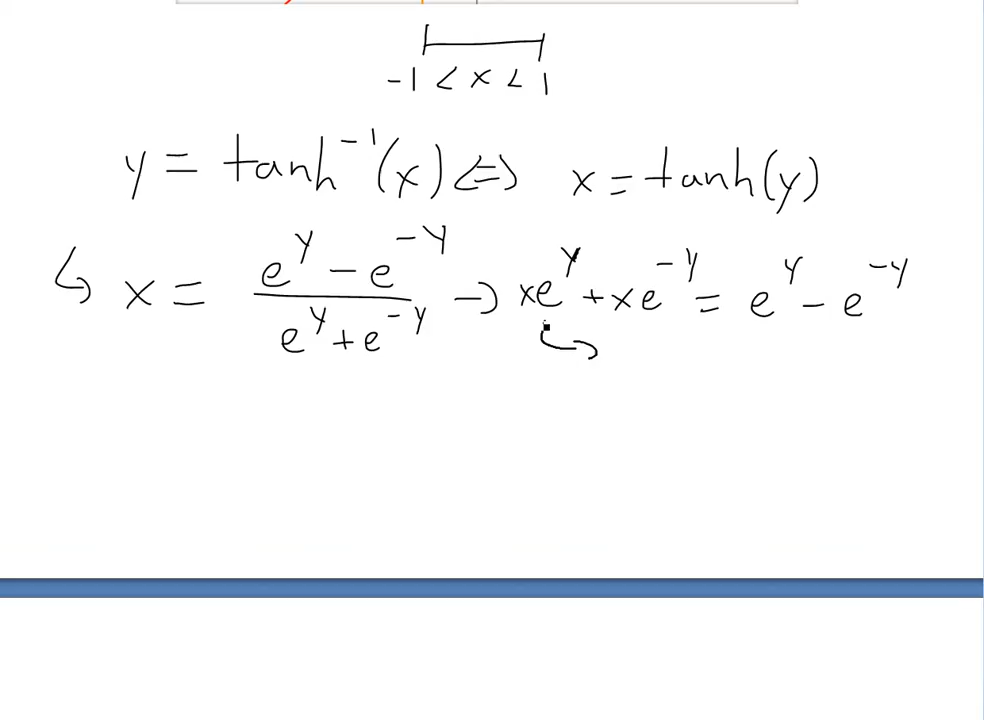 -1 < x < 1
y = tanh⁻¹(x) ⇔ x = tanh(y)
↳ x = (e^y - e^-y)/(e^y + e^-y) → xe^y + xe^-y = e^y - e^-y
↳